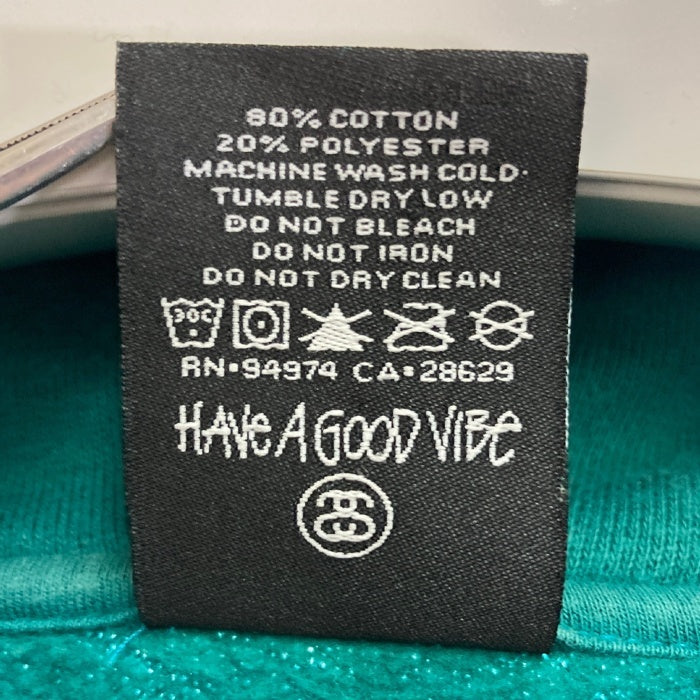 80% COTTON
20% POLYESTER
MACHINE WASH COLD·
TUMBLE DRY LOW
DO NOT BLEACH
DO NOT IRON
DO NOT DRY CLEAN
30C
RN·94974 CA·28629
HAVE A GOOD VIBE